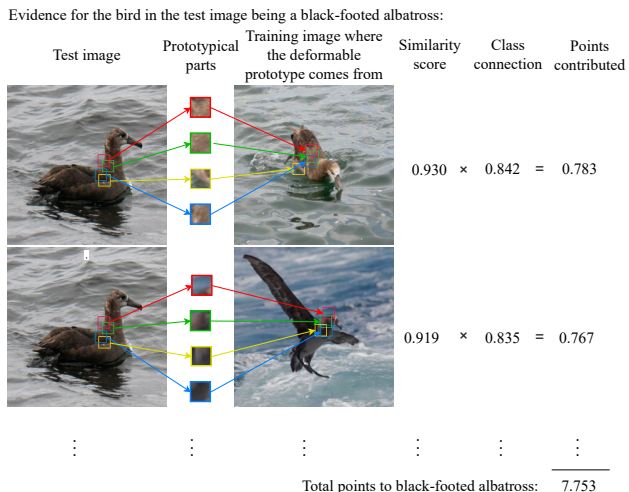 Evidence for the bird in the test image being a black-footed albatross:
Test image
Prototypical parts
Training image where the deformable prototype comes from
Similarity score
Class connection
Points contributed
0.930 × 0.842 = 0.783
0.919 × 0.835 = 0.767
⋮ ⋮ ⋮ ⋮ ⋮ ⋮
Total points to black-footed albatross: 7.753